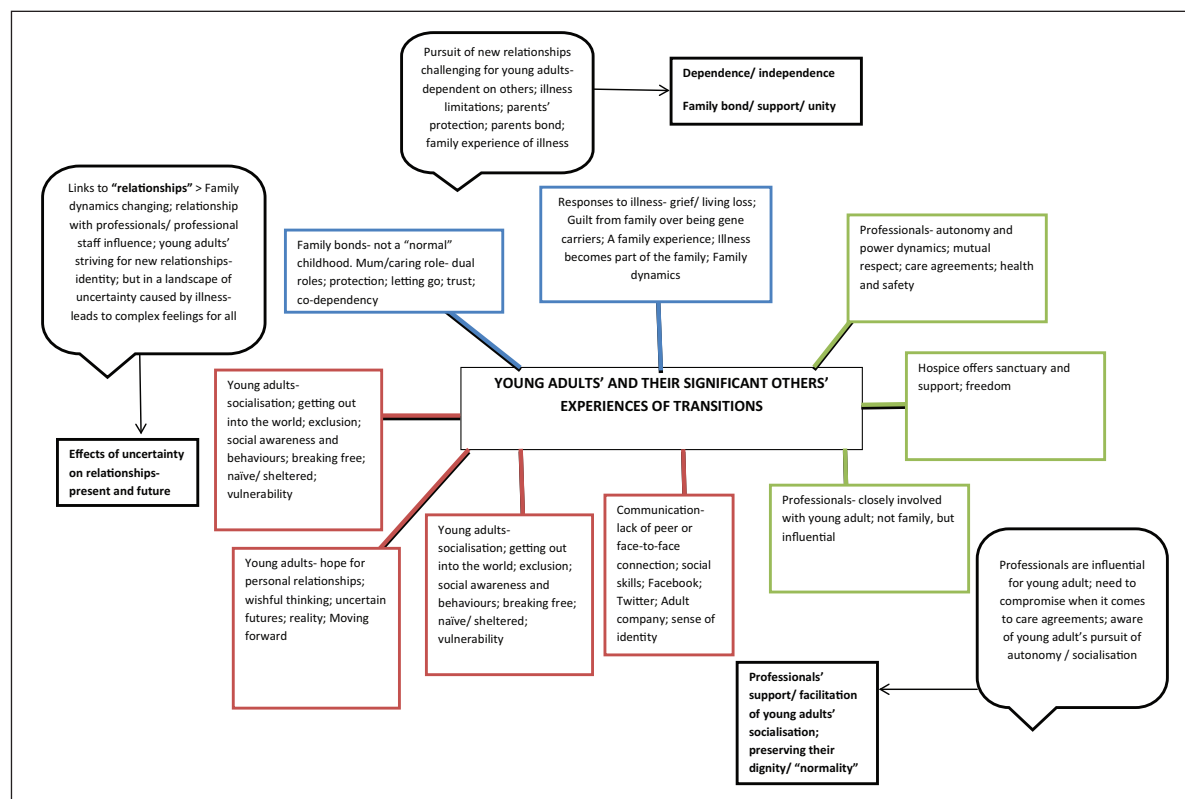 Pursuit of new relationships
challenging for young adults-
dependent on others; illness
limitations; parents'
protection; parents bond;
family experience of illness
Dependence/ independence
Family bond/ support/ unity
Links to "relationships" > Family
dynamics changing; relationship
with professionals/ professional
staff influence; young adults'
striving for new relationships-
identity; but in a landscape of
uncertainty caused by illness-
leads to complex feelings for all
Family bonds- not a "normal"
childhood. Mum/caring role- dual
roles; protection; letting go; trust;
co-dependency
Responses to illness- grief/ living loss;
Guilt from family over being gene
carriers; A family experience; Illness
becomes part of the family; Family
dynamics
Professionals- autonomy and
power dynamics; mutual
respect; care agreements; health
and safety
YOUNG ADULTS' AND THEIR SIGNIFICANT OTHERS'
EXPERIENCES OF TRANSITIONS
Hospice offers sanctuary and
support; freedom
Young adults-
socialisation; getting out
into the world; exclusion;
social awareness and
behaviours; breaking free;
naïve/ sheltered;
vulnerability
Effects of uncertainty
on relationships-
present and future
Young adults- hope for
personal relationships;
wishful thinking; uncertain
futures; reality; Moving
forward
Young adults-
socialisation; getting out
into the world; exclusion;
social awareness and
behaviours; breaking free;
naïve/ sheltered;
vulnerability
Communication-
lack of peer or
face-to-face
connection; social
skills; Facebook;
Twitter; Adult
company; sense of
identity
Professionals- closely involved
with young adult; not family, but
influential
Professionals are influential
for young adult; need to
compromise when it comes
to care agreements; aware
of young adult's pursuit of
autonomy / socialisation
Professionals'
support/ facilitation
of young adults'
socialisation;
preserving their
dignity/ "normality"